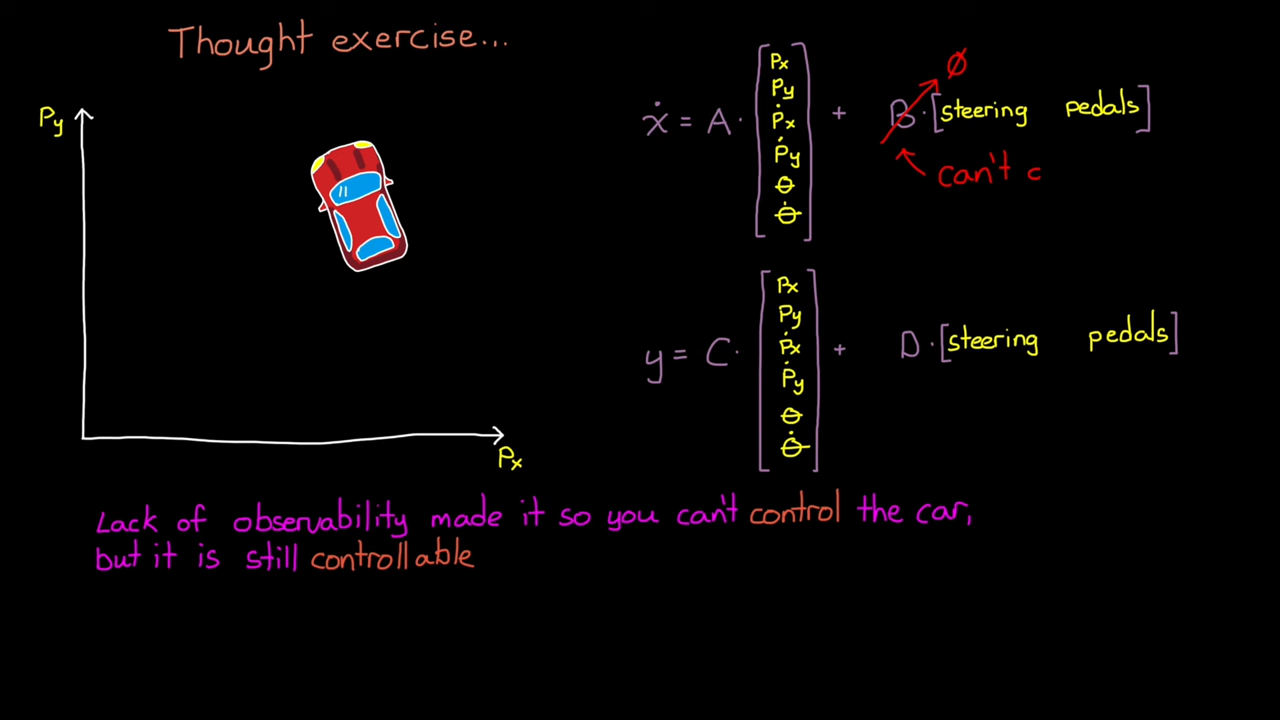 Thought exercise...
Py
Px
ẋ = A · [Px Py Ṗx Ṗy θ θ̇] + B · [steering pedals]
∅
can't c
y = C · [Px Py Ṗx Ṗy θ θ̇] + D · [steering pedals]
Lack of observability made it so you can't control the car,
but it is still controllable